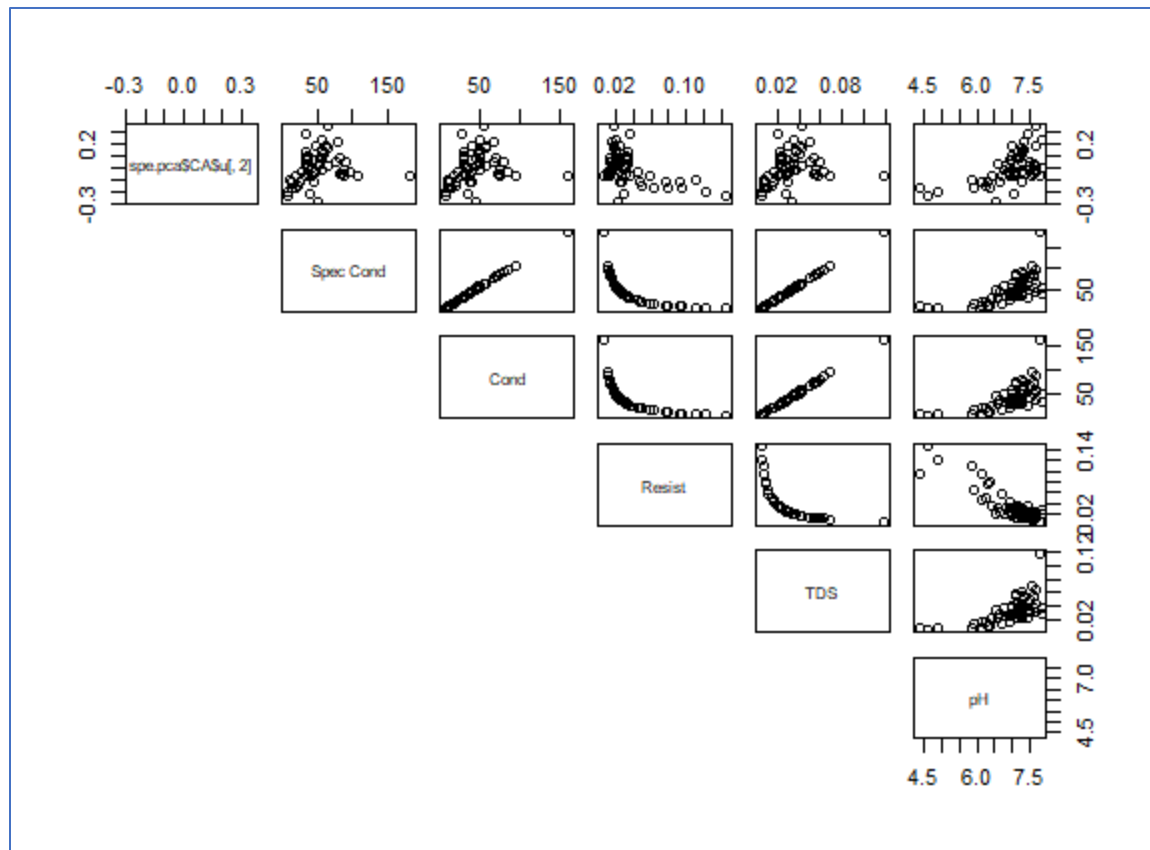 -0.3 0.0 0.3 50 150 50 150 0.02 0.10 0.02 0.08 4.5 6.0 7.5
-0.3 0.2
spe.pca$CA$u[, 2]
-0.3 0.2
Spec Cond
50
Cond
50 150
Resist
0.02 0.14
TDS
0.02 0.12
pH
4.5 7.0
4.5 6.0 7.5